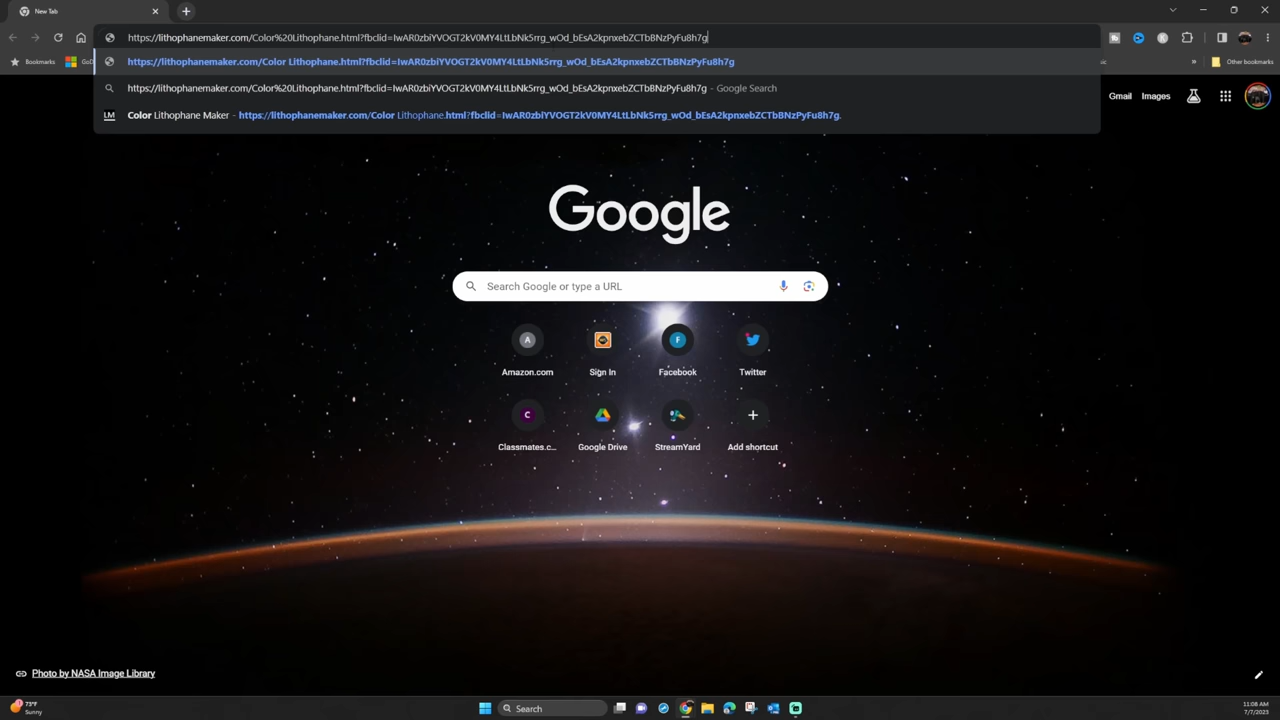 New Tab
https://lithophanemaker.com/Color%20Lithophane.html?fbclid=IwAR0zbiYVOGT2kV0MY4LtLbNk5rrg_wOd_bEsA2kpnxebZCTbBNzPyFu8h7g
Bookmarks
https://lithophanemaker.com/Color Lithophane.html?fbclid=IwAR0zbiYVOGT2kV0MY4LtLbNk5rrg_wOd_bEsA2kpnxebZCTbBNzPyFu8h7g
Other bookmarks
https://lithophanemaker.com/Color%20Lithophane.html?fbclid=IwAR0zbiYVOGT2kV0MY4LtLbNk5rrg_wOd_bEsA2kpnxebZCTbBNzPyFu8h7g - Google Search
Gmail Images
LM Color Lithophane Maker - https://lithophanemaker.com/Color Lithophane.html?fbclid=IwAR0zbiYVOGT2kV0MY4LtLbNk5rrg_wOd_bEsA2kpnxebZCTbBNzPyFu8h7g.
Google
Search Google or type a URL
A F
Amazon.com Sign In Facebook Twitter
C
Classmates.c... Google Drive StreamYard Add shortcut
Photo by NASA Image Library
73°F
Sunny
Search
11:08 AM
7/7/2023